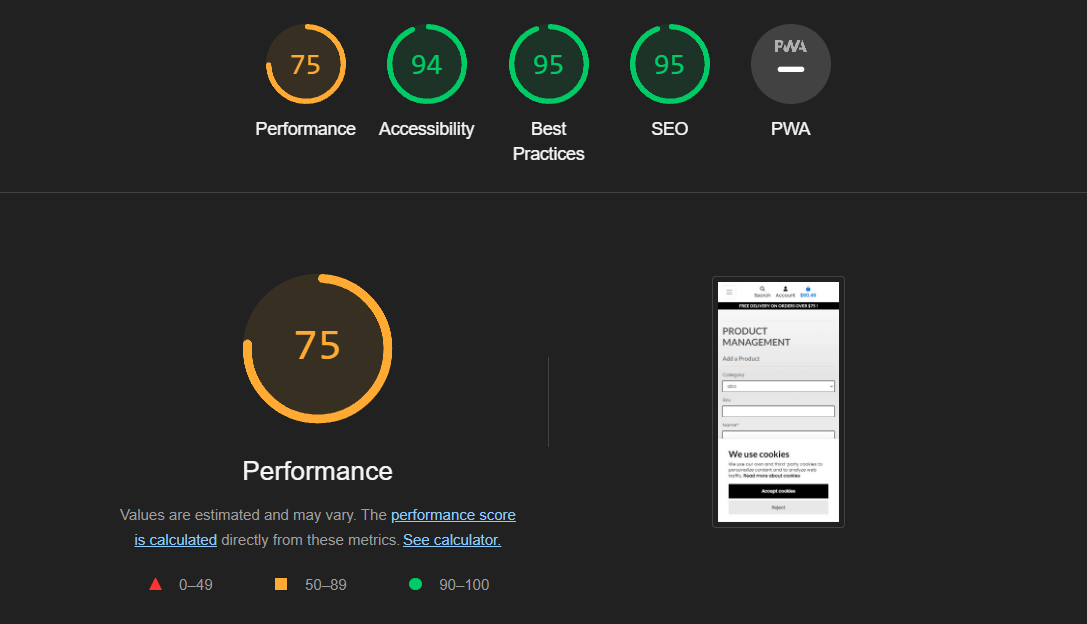 75
94
95
95
PWA
Performance
Accessibility
Best
Practices
SEO
PWA
75
Performance
Values are estimated and may vary. The performance score
is calculated directly from these metrics. See calculator.
0–49
50–89
90–100
Search Account $90.49
FREE DELIVERY ON ORDERS OVER $75!
PRODUCT
MANAGEMENT
Add a Product
Category
Sku
Name*
We use cookies
We use our own and third-party cookies to
personalize content and to analyze web
traffic. Read more about cookies
Accept cookies
Reject